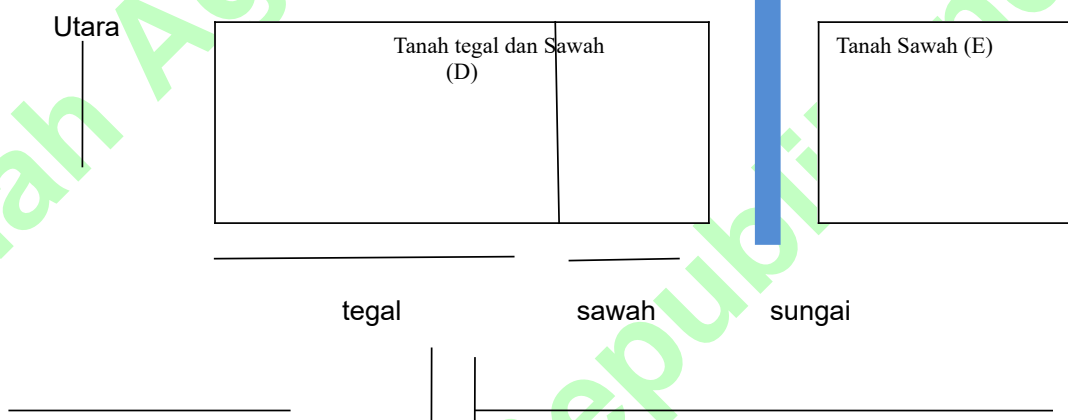 Utara
Tanah tegal dan Sawah
(D)
Tanah Sawah (E)
tegal
sawah
sungai